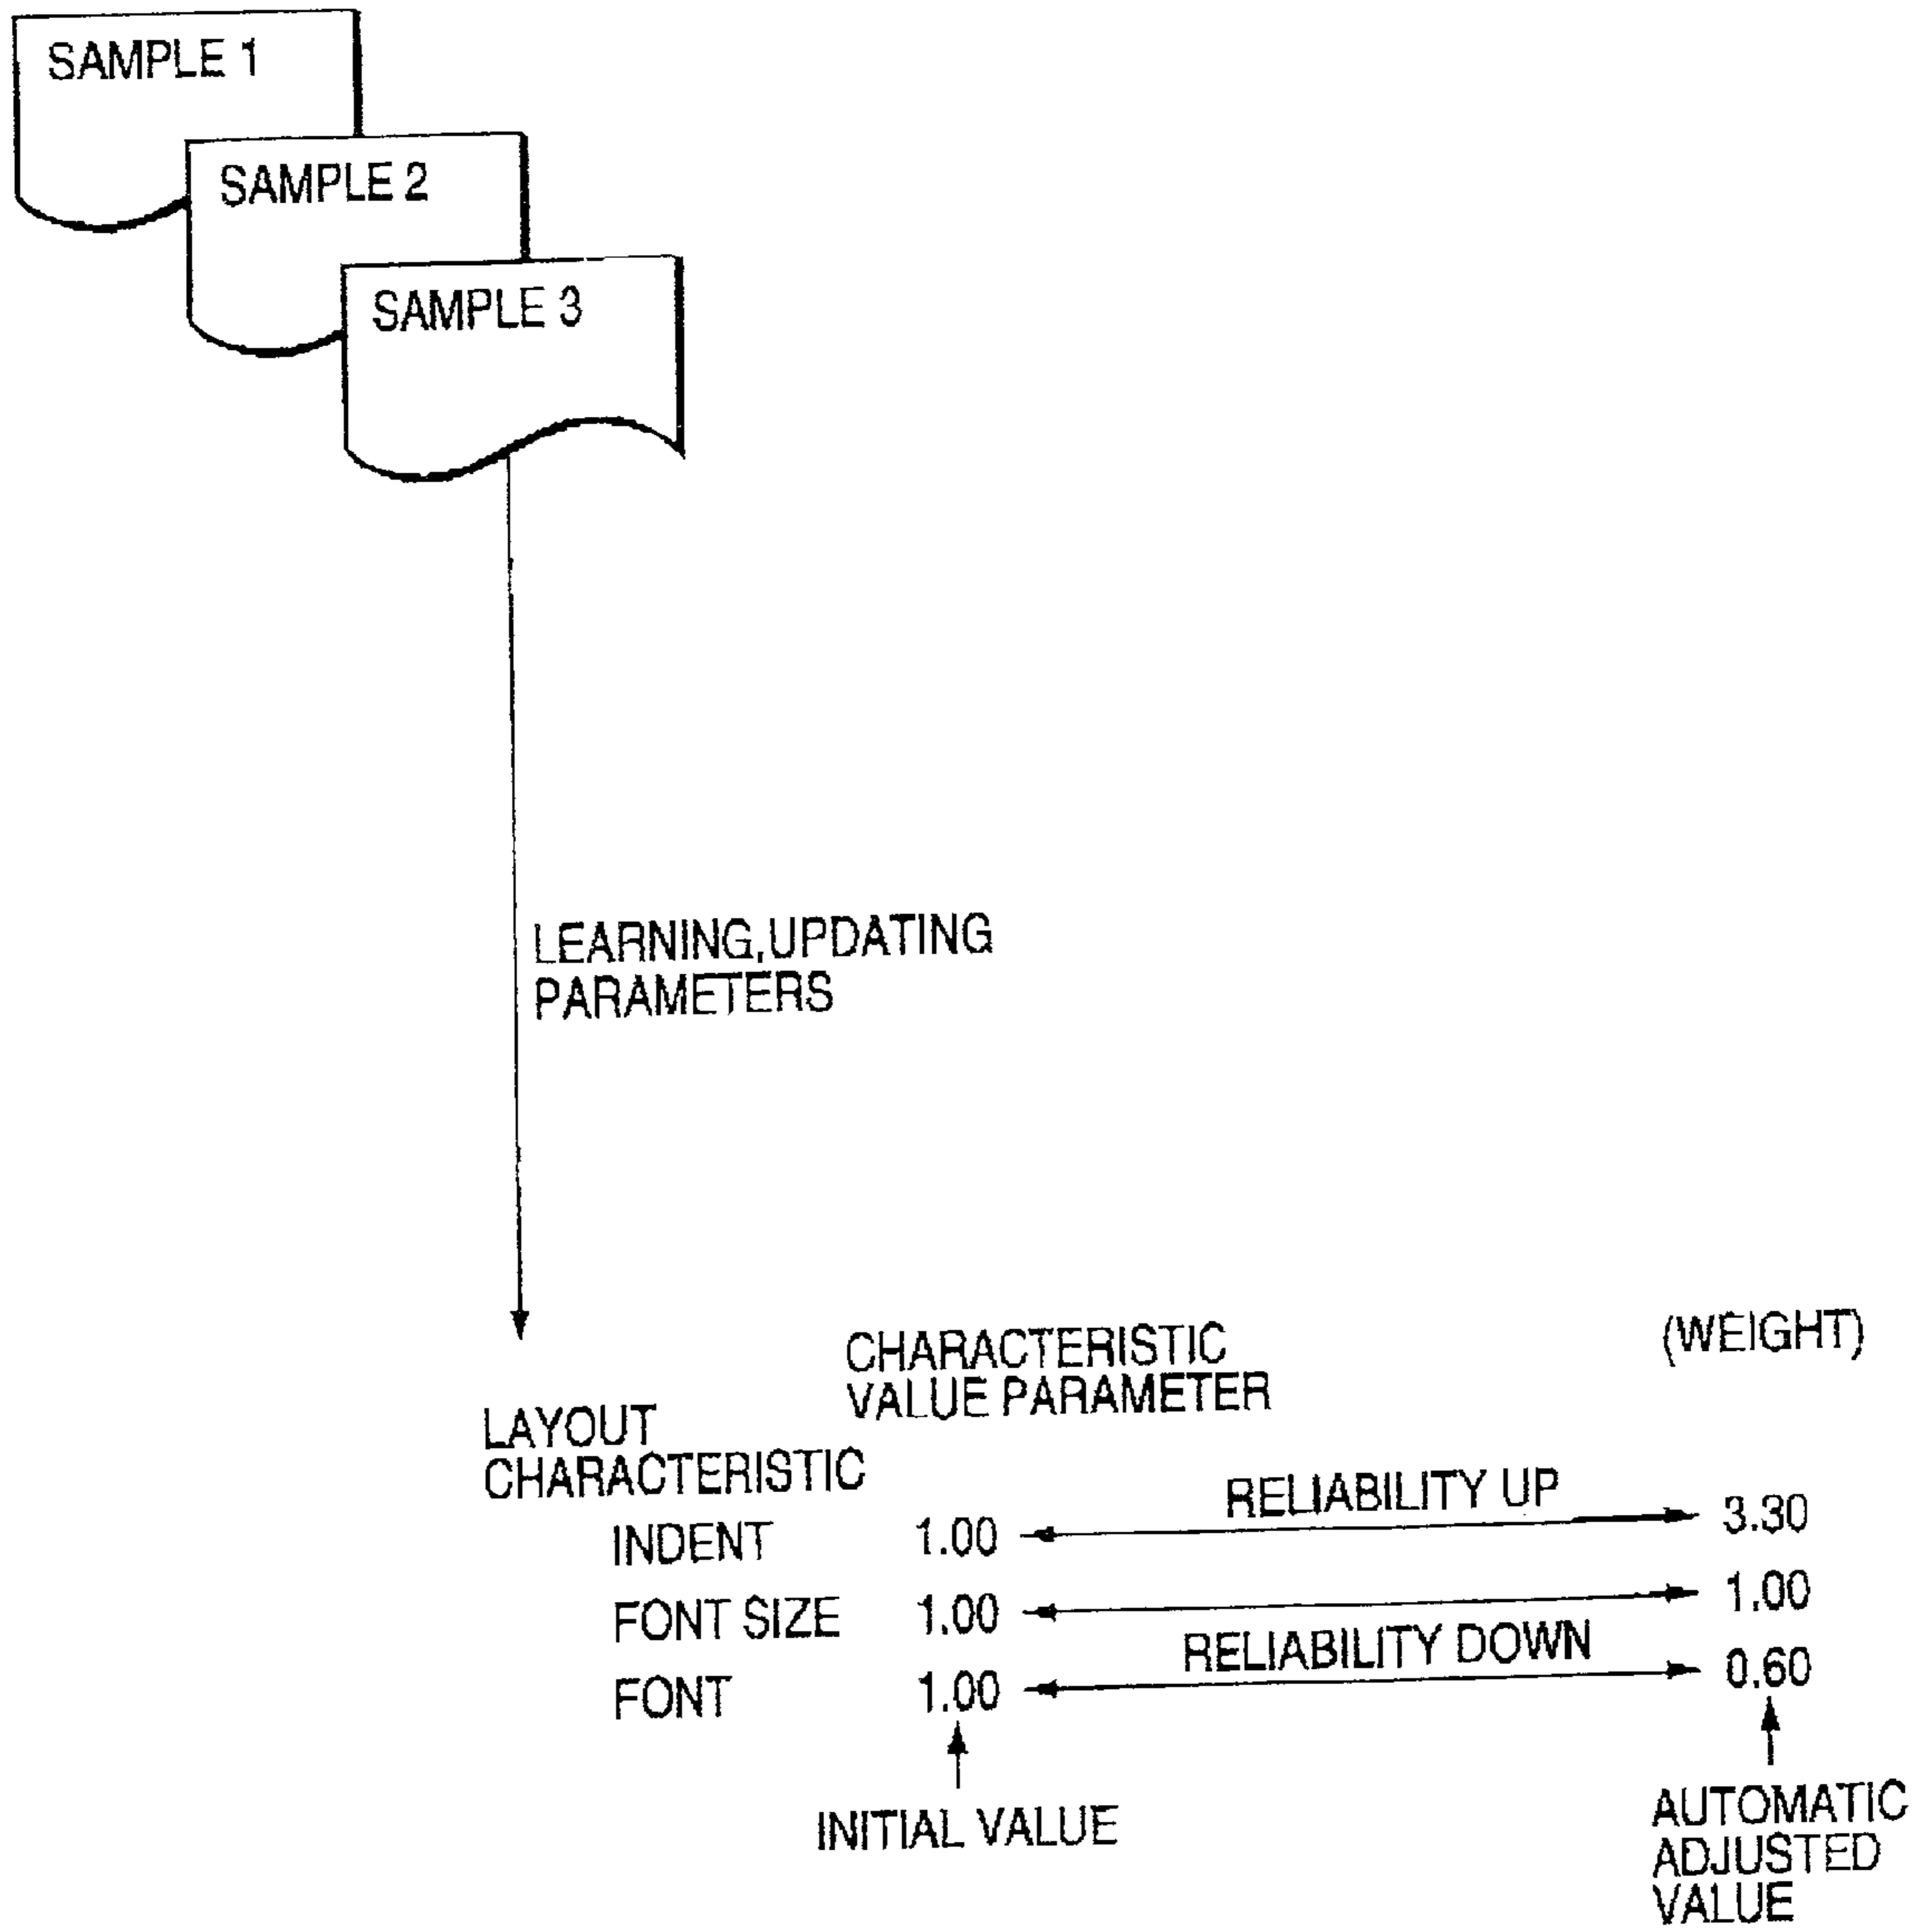 SAMPLE 1
SAMPLE 2
SAMPLE 3
LEARNING,UPDATING
PARAMETERS
CHARACTERISTIC
VALUE PARAMETER
(WEIGHT)
LAYOUT
CHARACTERISTIC
INDENT 1.00 RELIABILITY UP 3.30
FONT SIZE 1.00 1.00
FONT 1.00 RELIABILITY DOWN 0.60
INITIAL VALUE
AUTOMATIC
ADJUSTED
VALUE